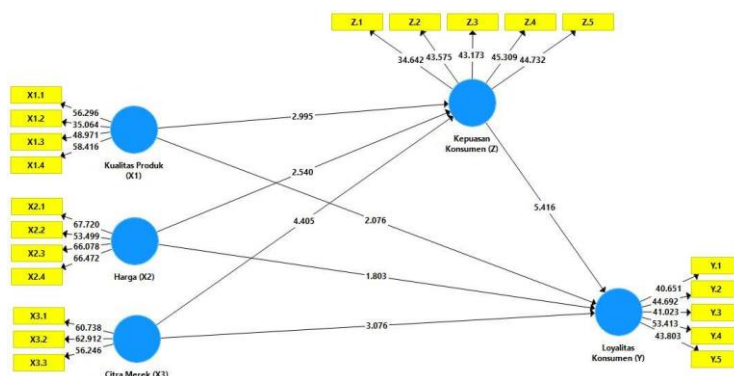 Z.1 Z.2 Z.3 Z.4 Z.5
34.642 43.575 43.173 45.309 44.732
Kepuasan
Konsumen (Z)
X1.1
X1.2
X1.3
X1.4
56.296
35.064
48.971
58.416
Kualitas Produk
(X1)
2.995
2.540
4.405
2.076
5.416
1.803
3.076
X2.1
X2.2
X2.3
X2.4
67.720
53.499
66.078
66.472
Harga (X2)
X3.1
X3.2
X3.3
60.738
62.912
56.246
Citra Merek (X3)
Y.1
Y.2
Y.3
Y.4
Y.5
40.651
44.692
41.023
53.413
43.803
Loyalitas
Konsumen (Y)